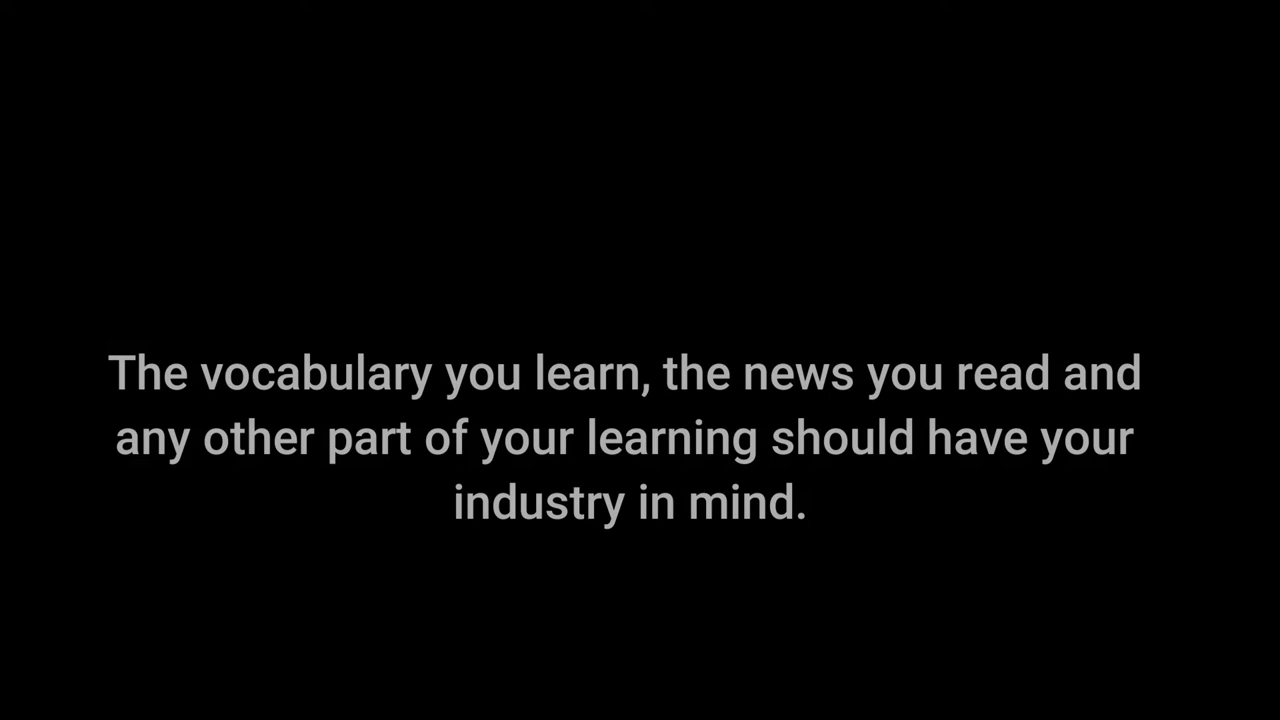 The vocabulary you learn, the news you read and
any other part of your learning should have your
industry in mind.